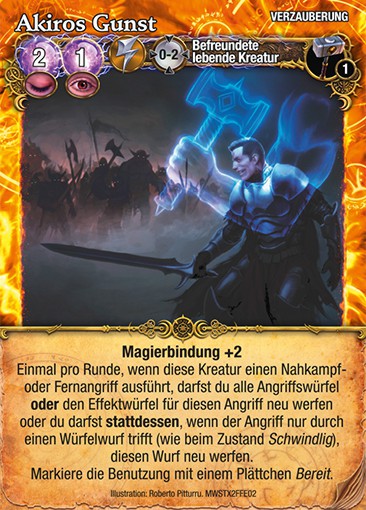 Akiros Gunst
VERZAUBERUNG
2 1 0-2 Befreundete
lebende Kreatur
1
Magierbindung +2
Einmal pro Runde, wenn diese Kreatur einen Nahkampf-
oder Fernangriff ausführt, darfst du alle Angriffswürfel
oder den Effektwürfel für diesen Angriff neu werfen
oder du darfst stattdessen, wenn der Angriff nur durch
einen Würfelwurf trifft (wie beim Zustand Schwindlig),
diesen Wurf neu werfen.
Markiere die Benutzung mit einem Plättchen Bereit.
Illustration: Roberto Pitturru. MWSTX2FFE02